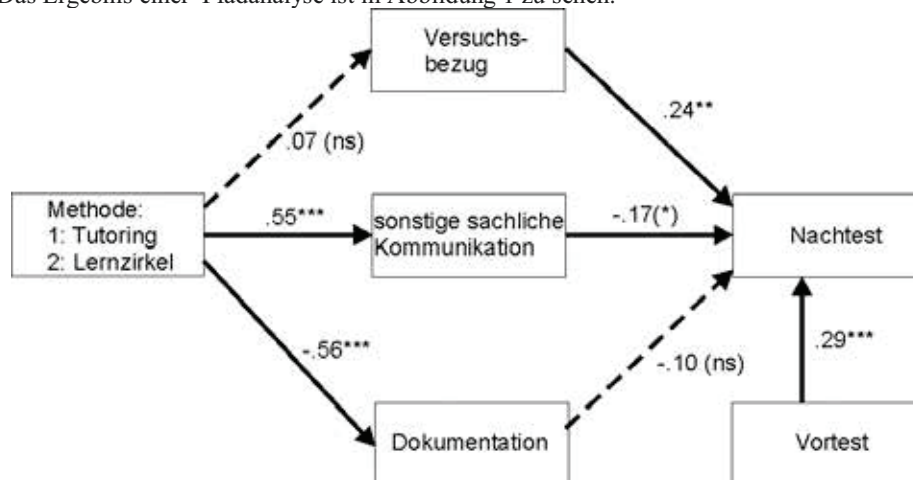 Das Ergebnis einer Pfadanalyse ist in Abbildung 1 zu sehen.
Versuchs-
bezug
.24**
.07 (ns)
Methode:
1: Tutoring
2: Lernzirkel
.55***
sonstige sachliche
Kommunikation
-.17(*)
Nachtest
-.56***
-.10 (ns)
.29***
Dokumentation
Vortest